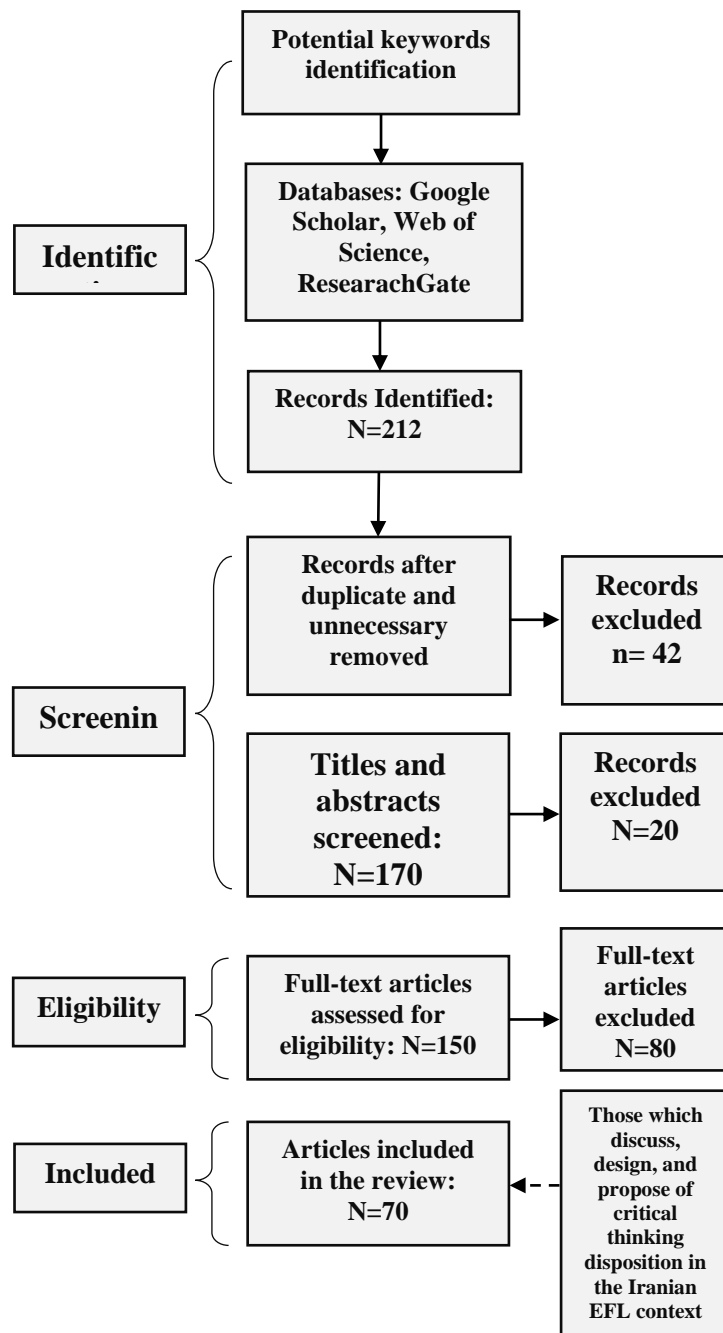 Potential keywords
identification
Databases: Google
Scholar, Web of
Science,
ResearachGate
Identific
Records Identified:
N=212
Records after
duplicate and
unnecessary
removed
Records
excluded
n= 42
Screenin
Titles and
abstracts
screened:
N=170
Records
excluded
N=20
Eligibility
Full-text articles
assessed for
eligibility: N=150
Full-text
articles
excluded
N=80
Included
Articles included
in the review:
N=70
Those which
discuss,
design, and
propose of
critical
thinking
disposition in
the Iranian
EFL context